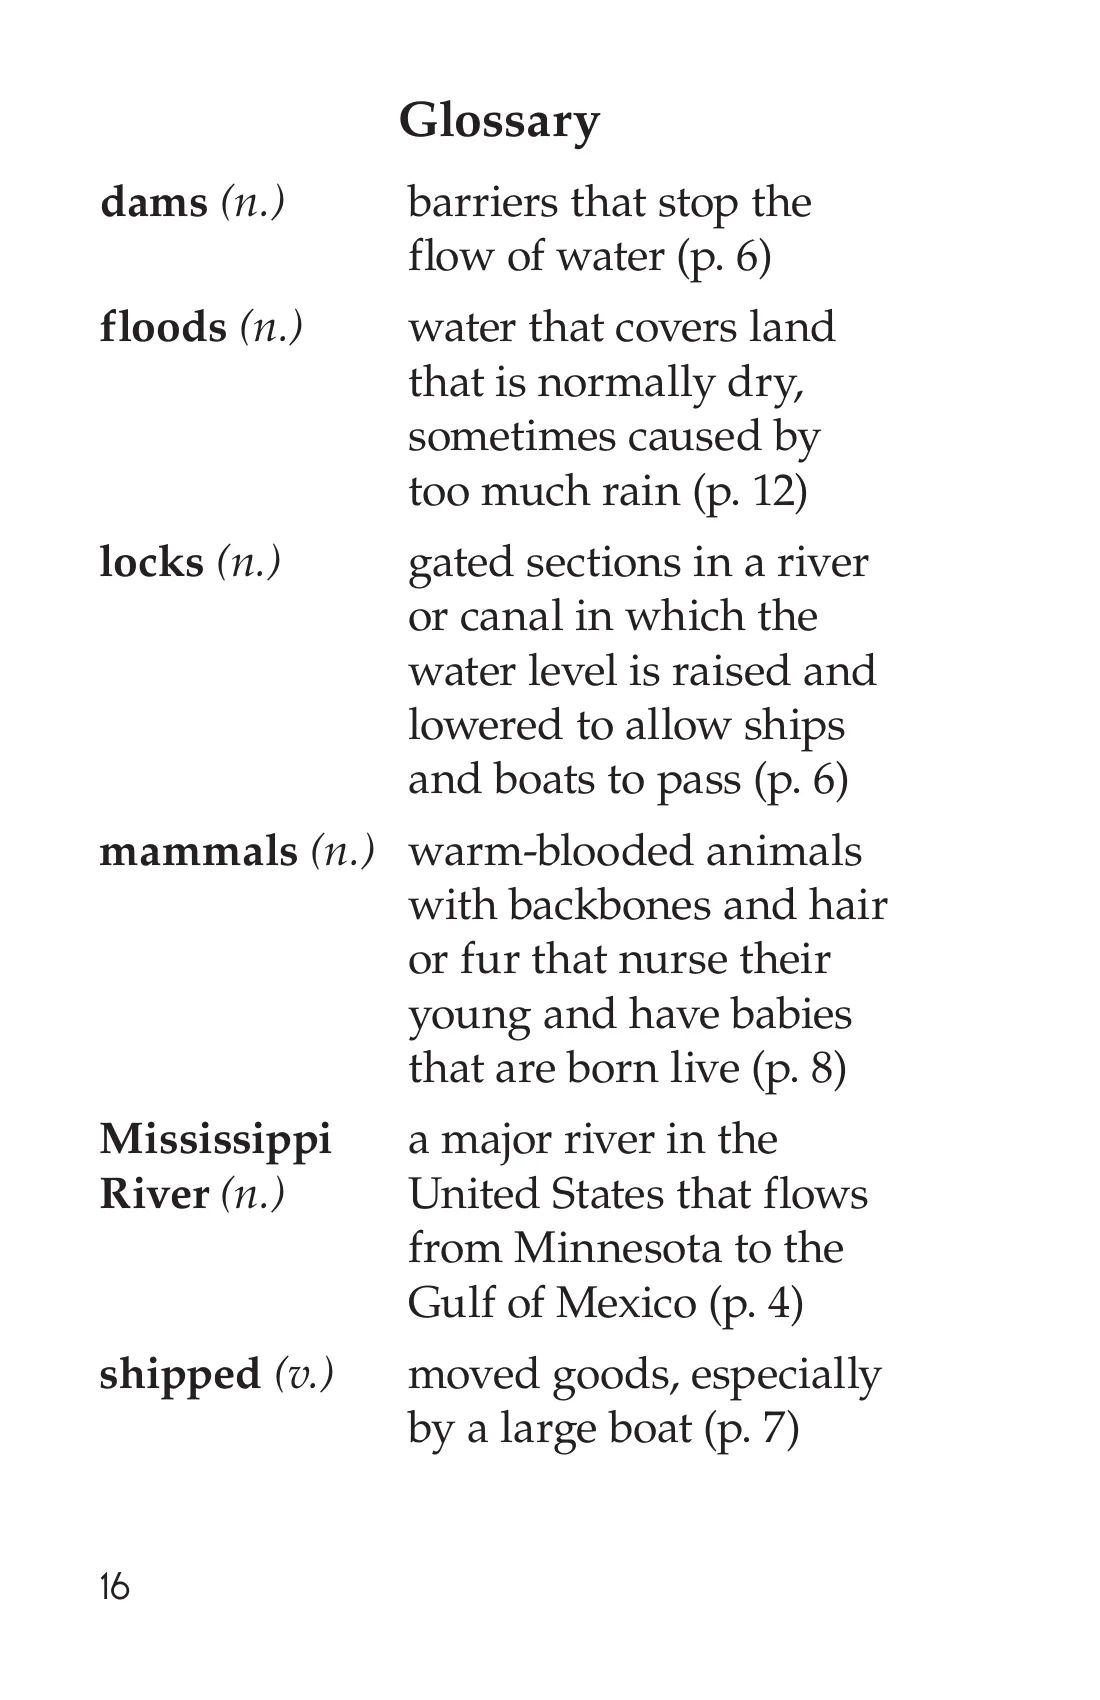 Glossary
dams (n.) barriers that stop the
flow of water (p. 6)
floods (n.) water that covers land
that is normally dry,
sometimes caused by
too much rain (p. 12)
locks (n.) gated sections in a river
or canal in which the
water level is raised and
lowered to allow ships
and boats to pass (p. 6)
mammals (n.) warm-blooded animals
with backbones and hair
or fur that nurse their
young and have babies
that are born live (p. 8)
Mississippi a major river in the
River (n.) United States that flows
from Minnesota to the
Gulf of Mexico (p. 4)
shipped (v.) moved goods, especially
by a large boat (p. 7)
16